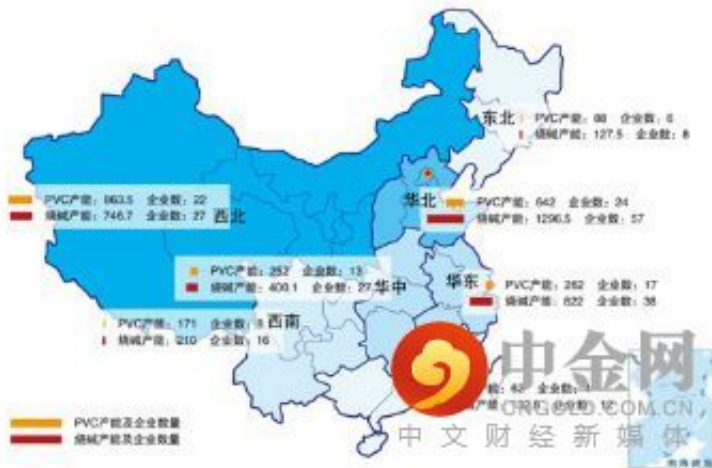 东北
PVC产能：88 企业数：6
烧碱产能：127.5 企业数：8
PVC产能：863.5 企业数：22
烧碱产能：746.7 企业数：27
西北
华北
PVC产能：642 企业数：24
烧碱产能：1296.5 企业数：57
PVC产能：252 企业数：13
烧碱产能：400.1 企业数：27
华中
华东
PVC产能：262 企业数：17
烧碱产能：622 企业数：38
PVC产能：171 企业数：
烧碱产能：210 企业数：16
西南
中金网
CNGOLD.COM.CN
中文财经新媒体
PVC产能及企业数量
烧碱产能及企业数量